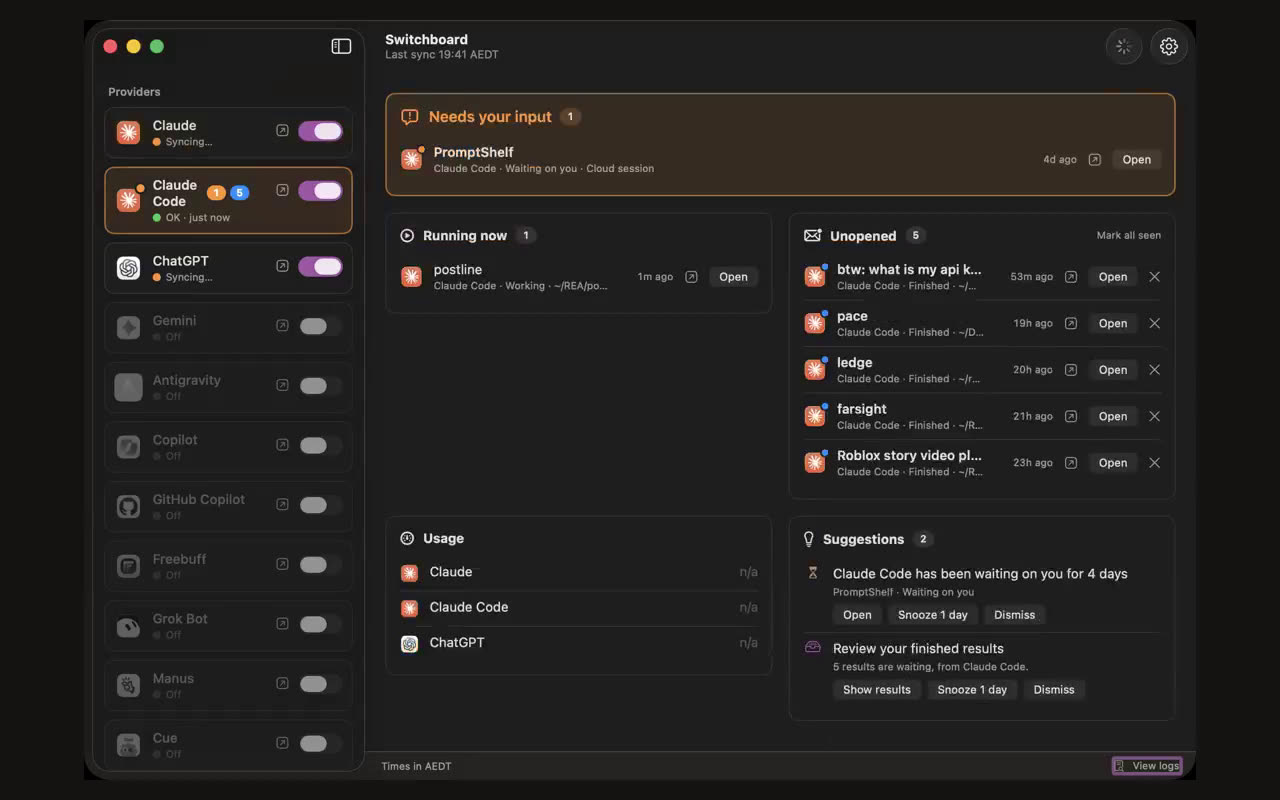 Switchboard
Last sync 19:41 AEDT
Providers
Claude
Syncing...
Claude Code
1
5
OK · just now
ChatGPT
Syncing...
Gemini
Off
Antigravity
Off
Copilot
Off
GitHub Copilot
Off
Freebuff
Off
Grok Bot
Off
Manus
Off
Cue
Off
Needs your input 1
PromptShelf
Claude Code · Waiting on you · Cloud session
4d ago
Open
Running now 1
postline
Claude Code · Working · ~/REA/po...
1m ago
Open
Unopened 5
Mark all seen
btw: what is my api k...
Claude Code · Finished · ~/...
53m ago
Open
pace
Claude Code · Finished · ~/D...
19h ago
Open
ledge
Claude Code · Finished · ~/r...
20h ago
Open
farsight
Claude Code · Finished · ~/R...
21h ago
Open
Roblox story video pl...
Claude Code · Finished · ~/R...
23h ago
Open
Usage
Claude n/a
Claude Code n/a
ChatGPT n/a
Suggestions 2
Claude Code has been waiting on you for 4 days
PromptShelf · Waiting on you
Open Snooze 1 day Dismiss
Review your finished results
5 results are waiting, from Claude Code.
Show results Snooze 1 day Dismiss
Times in AEDT
View logs